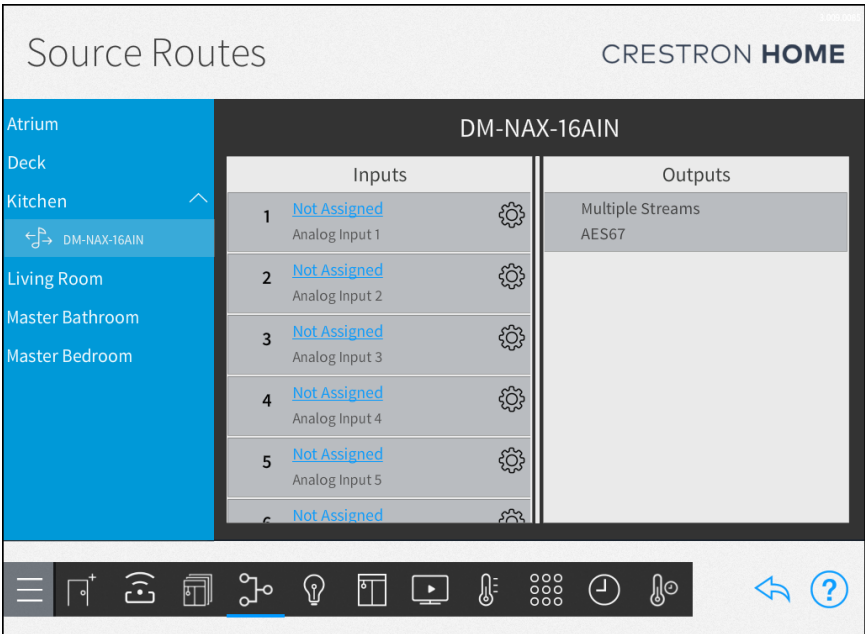 Source Routes
CRESTRON HOME
Atrium
Deck
Kitchen
DM-NAX-16AIN
Living Room
Master Bathroom
Master Bedroom
DM-NAX-16AIN
Inputs
1
Not Assigned
Analog Input 1
2
Not Assigned
Analog Input 2
3
Not Assigned
Analog Input 3
4
Not Assigned
Analog Input 4
5
Not Assigned
Analog Input 5
Not Assigned
Outputs
Multiple Streams
AES67
?